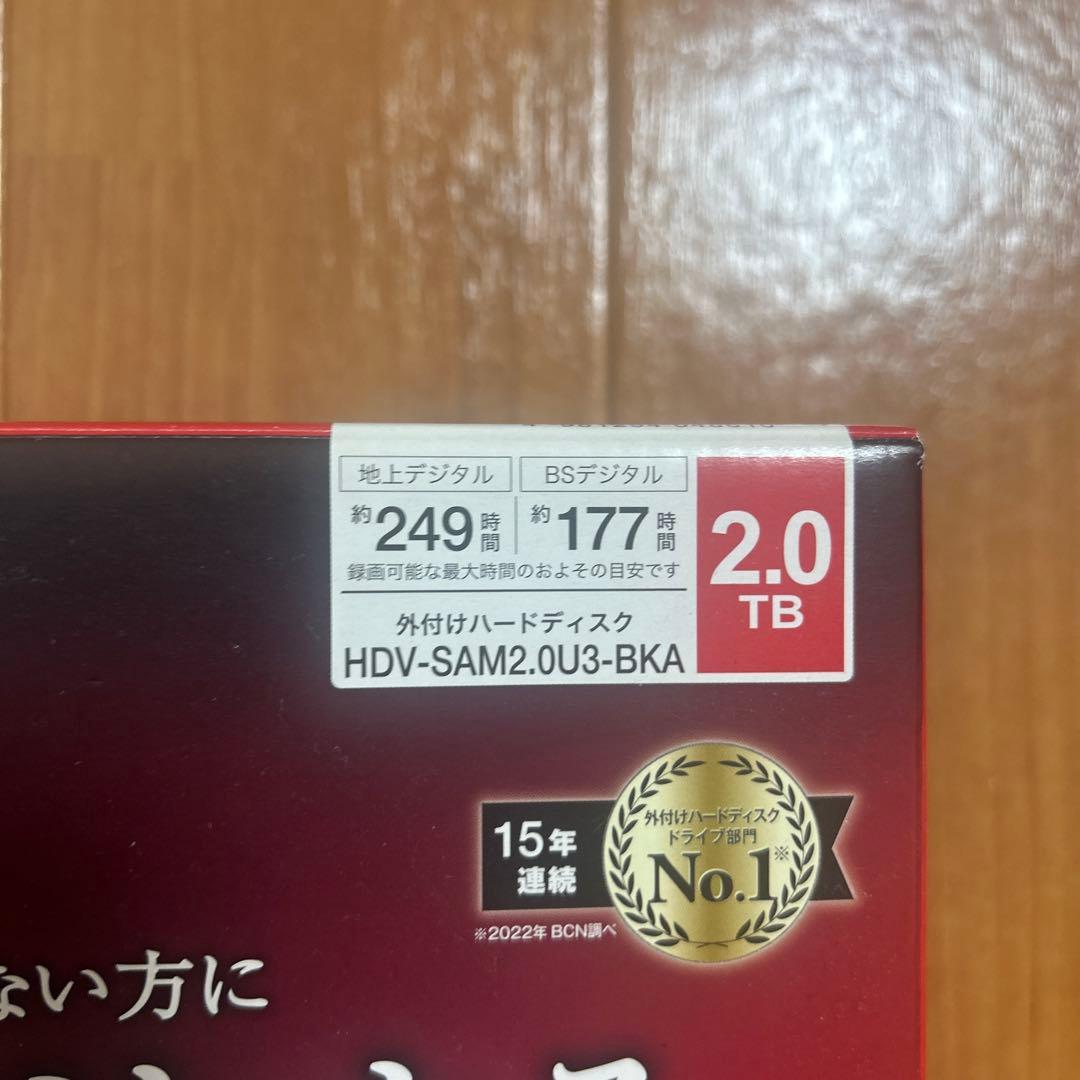 地上デジタル BSデジタル
約249時間 約177時間
録画可能な最大時間のおよその目安です
外付けハードディスク
HDV-SAM2.0U3-BKA
2.0
TB
外付けハードディスク
ドライブ部門
No.1※
15年
連続
※2022年 BCN調べ
ない方に